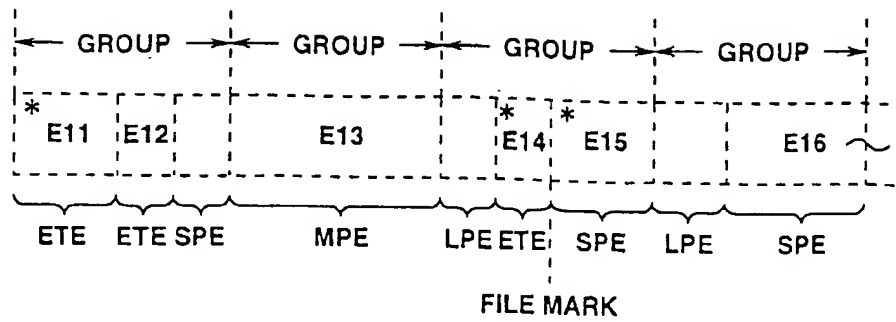 GROUP GROUP GROUP GROUP
* E11 E12 E13 * E14 * E15 E16
ETE ETE SPE MPE LPE ETE SPE LPE SPE
FILE MARK